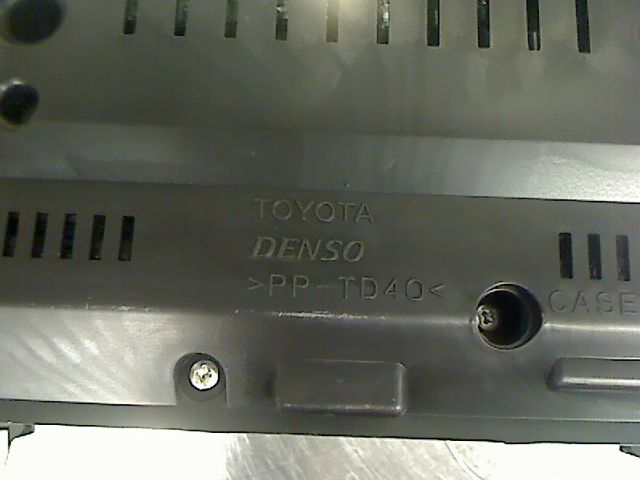 TOYOTA
DENSO
>PP-TD40<
CASE